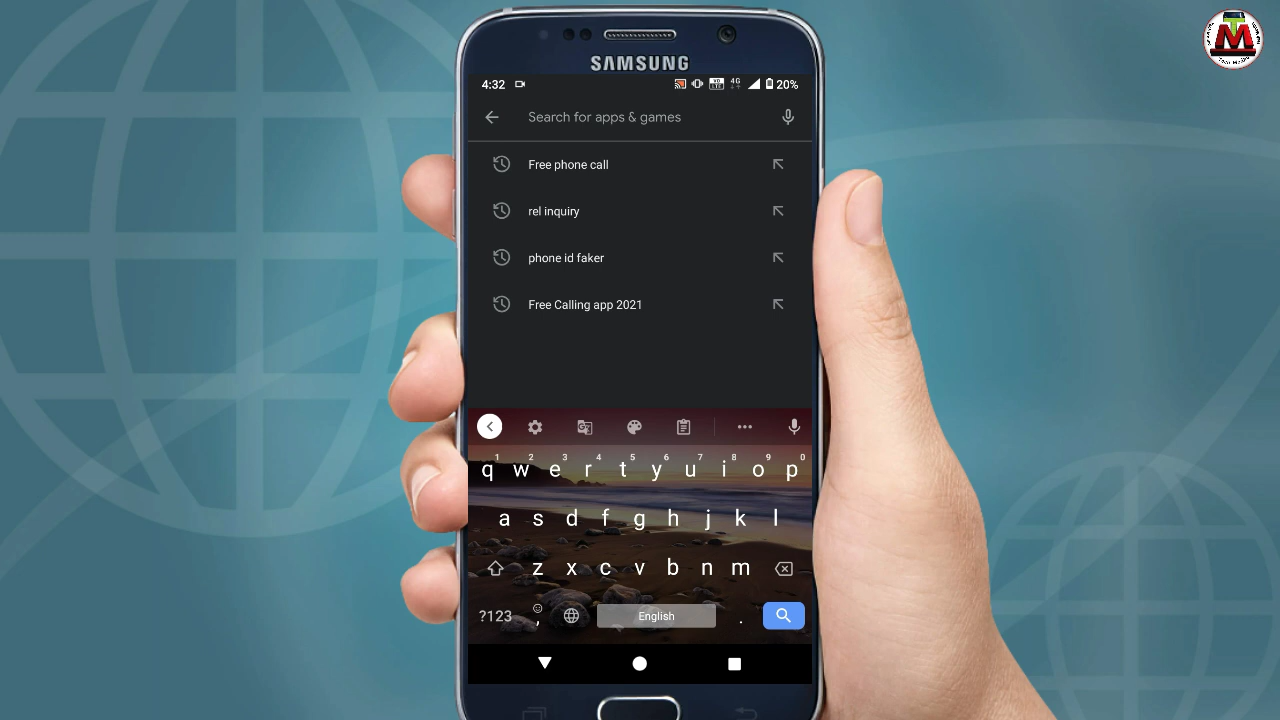 SAMSUNG
4:32
4G
20%
Search for apps & games
Free phone call
rel inquiry
phone id faker
Free Calling app 2021
1 2 3 4 5 6 7 8 9 0
q w e r t y u i o p
a s d f g h j k l
z x c v b n m
?123 , English .
M